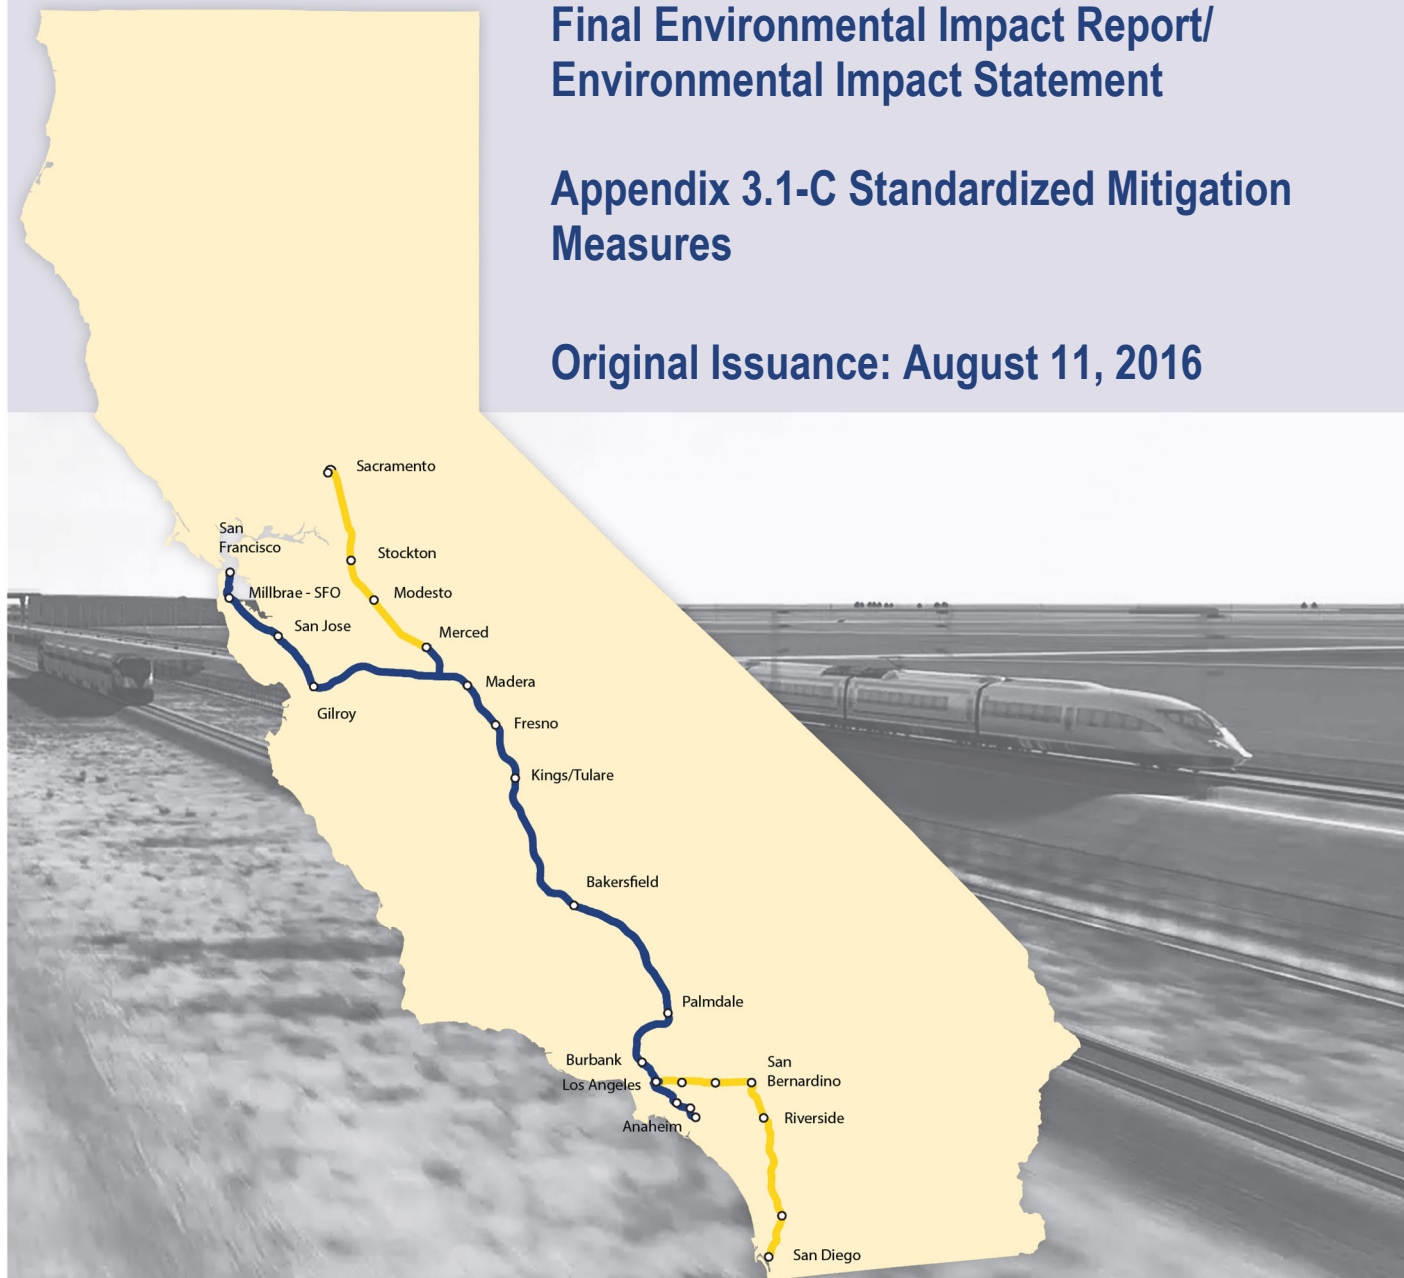 Final Environmental Impact Report/
Environmental Impact Statement
Appendix 3.1-C Standardized Mitigation
Measures
Original Issuance: August 11, 2016
Sacramento
San
Francisco
Stockton
Millbrae - SFO
Modesto
San Jose
Merced
Madera
Gilroy
Fresno
Kings/Tulare
Bakersfield
Palmdale
Burbank
San
Bernardino
Los Angeles
Riverside
Anaheim
San Diego